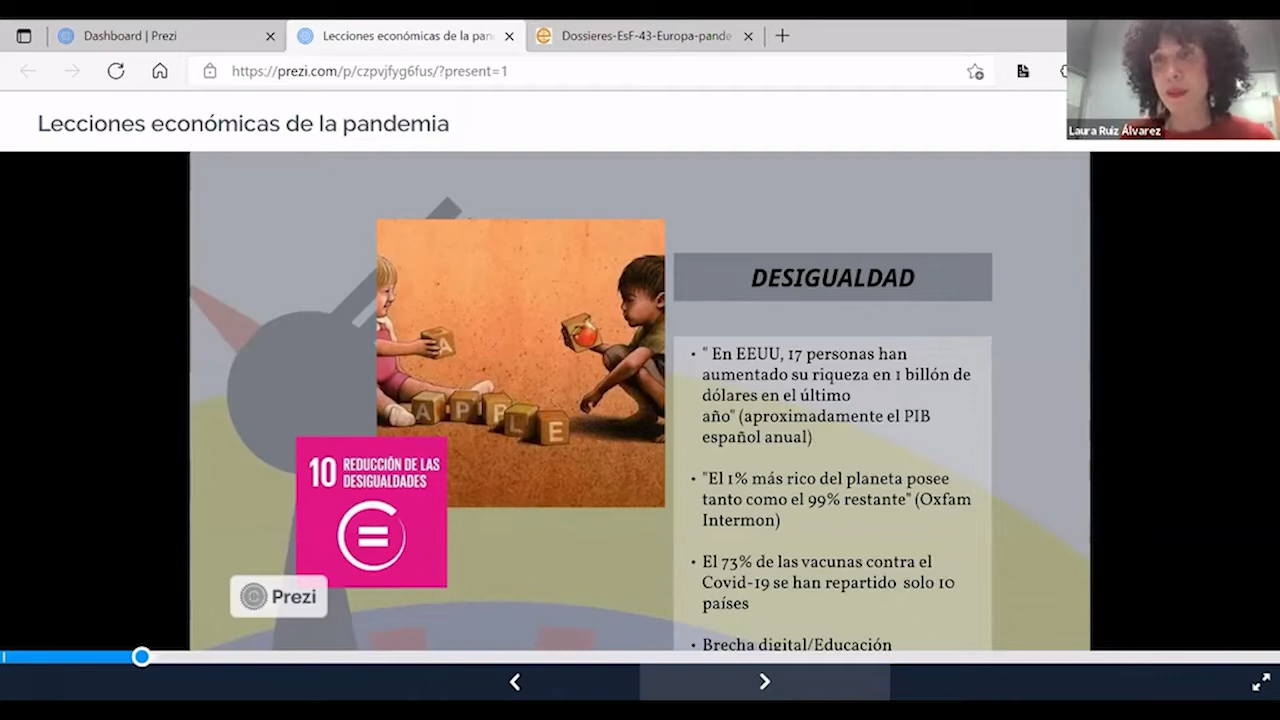 Dashboard | Prezi
Lecciones económicas de la pan
Dossieres-EsF-43-Europa-pande
https://prezi.com/p/czpvjfyg6fus/?present=1
Laura Ruiz Álvarez
Lecciones económicas de la pandemia
DESIGUALDAD
A
A P P L E
10 REDUCCIÓN DE LAS
DESIGUALDADES
Prezi
• " En EEUU, 17 personas han
aumentado su riqueza en 1 billón de
dólares en el último
año" (aproximadamente el PIB
español anual)
• "El 1% más rico del planeta posee
tanto como el 99% restante" (Oxfam
Intermon)
• El 73% de las vacunas contra el
Covid-19 se han repartido solo 10
países
• Brecha digital/Educación